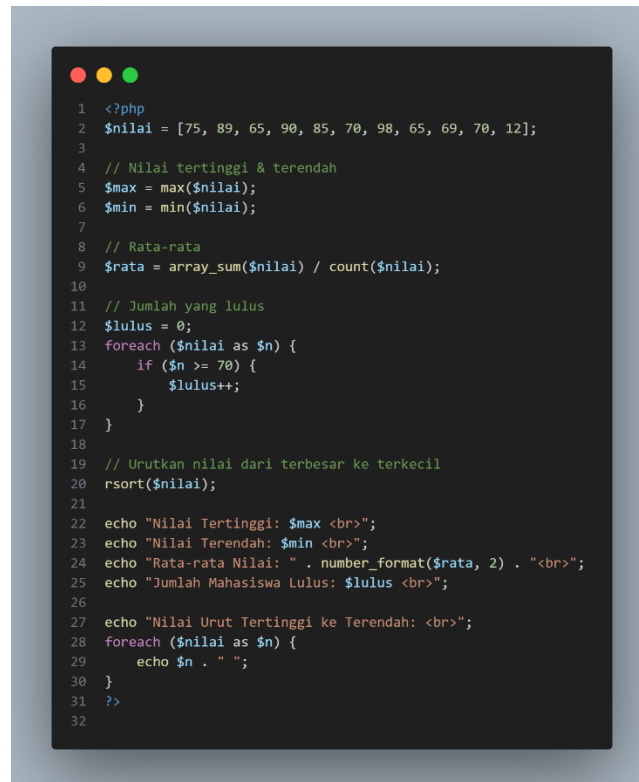 1 <?php
2 $nilai = [75, 89, 65, 90, 85, 70, 98, 65, 69, 70, 12];
3
4 // Nilai tertinggi & terendah
5 $max = max($nilai);
6 $min = min($nilai);
7
8 // Rata-rata
9 $rata = array_sum($nilai) / count($nilai);
10
11 // Jumlah yang lulus
12 $lulus = 0;
13 foreach ($nilai as $n) {
14     if ($n >= 70) {
15         $lulus++;
16     }
17 }
18
19 // Urutkan nilai dari terbesar ke terkecil
20 rsort($nilai);
21
22 echo "Nilai Tertinggi: $max <br>";
23 echo "Nilai Terendah: $min <br>";
24 echo "Rata-rata Nilai: " . number_format($rata, 2) . "<br>";
25 echo "Jumlah Mahasiswa Lulus: $lulus <br>";
26
27 echo "Nilai Urut Tertinggi ke Terendah: <br>";
28 foreach ($nilai as $n) {
29     echo $n . " ";
30 }
31 ?>
32